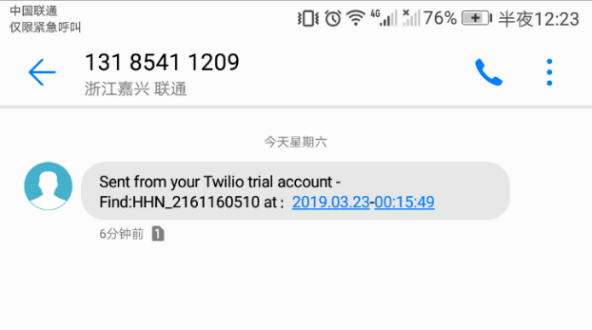 中国联通
仅限紧急呼叫
4G 76% 半夜12:23
131 8541 1209
浙江嘉兴 联通
今天星期六
Sent from your Twilio trial account -
Find:HHN_2161160510 at : 2019.03.23-00:15:49
6分钟前 1